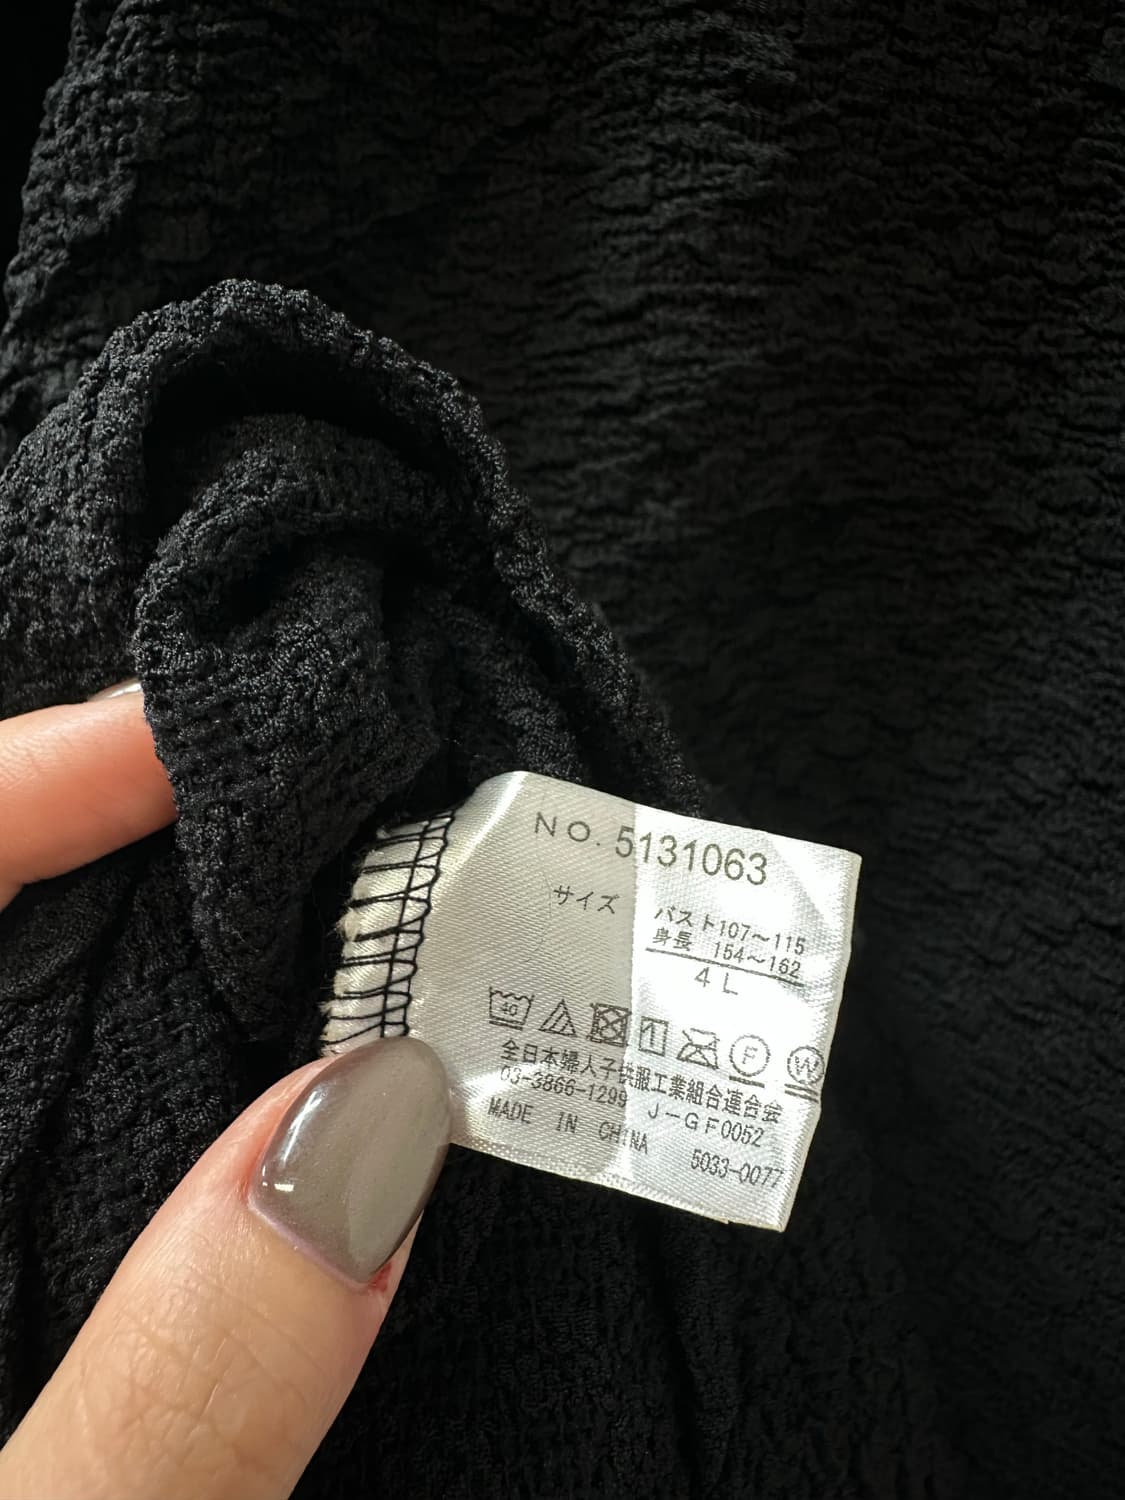 NO. 5131063
サイズ
バスト107〜115
身長 154〜162
4L
40
F
W
全日本婦人子供服工業組合連合会
03-3866-1299 J-GF0052
MADE IN CHINA 5033-0077